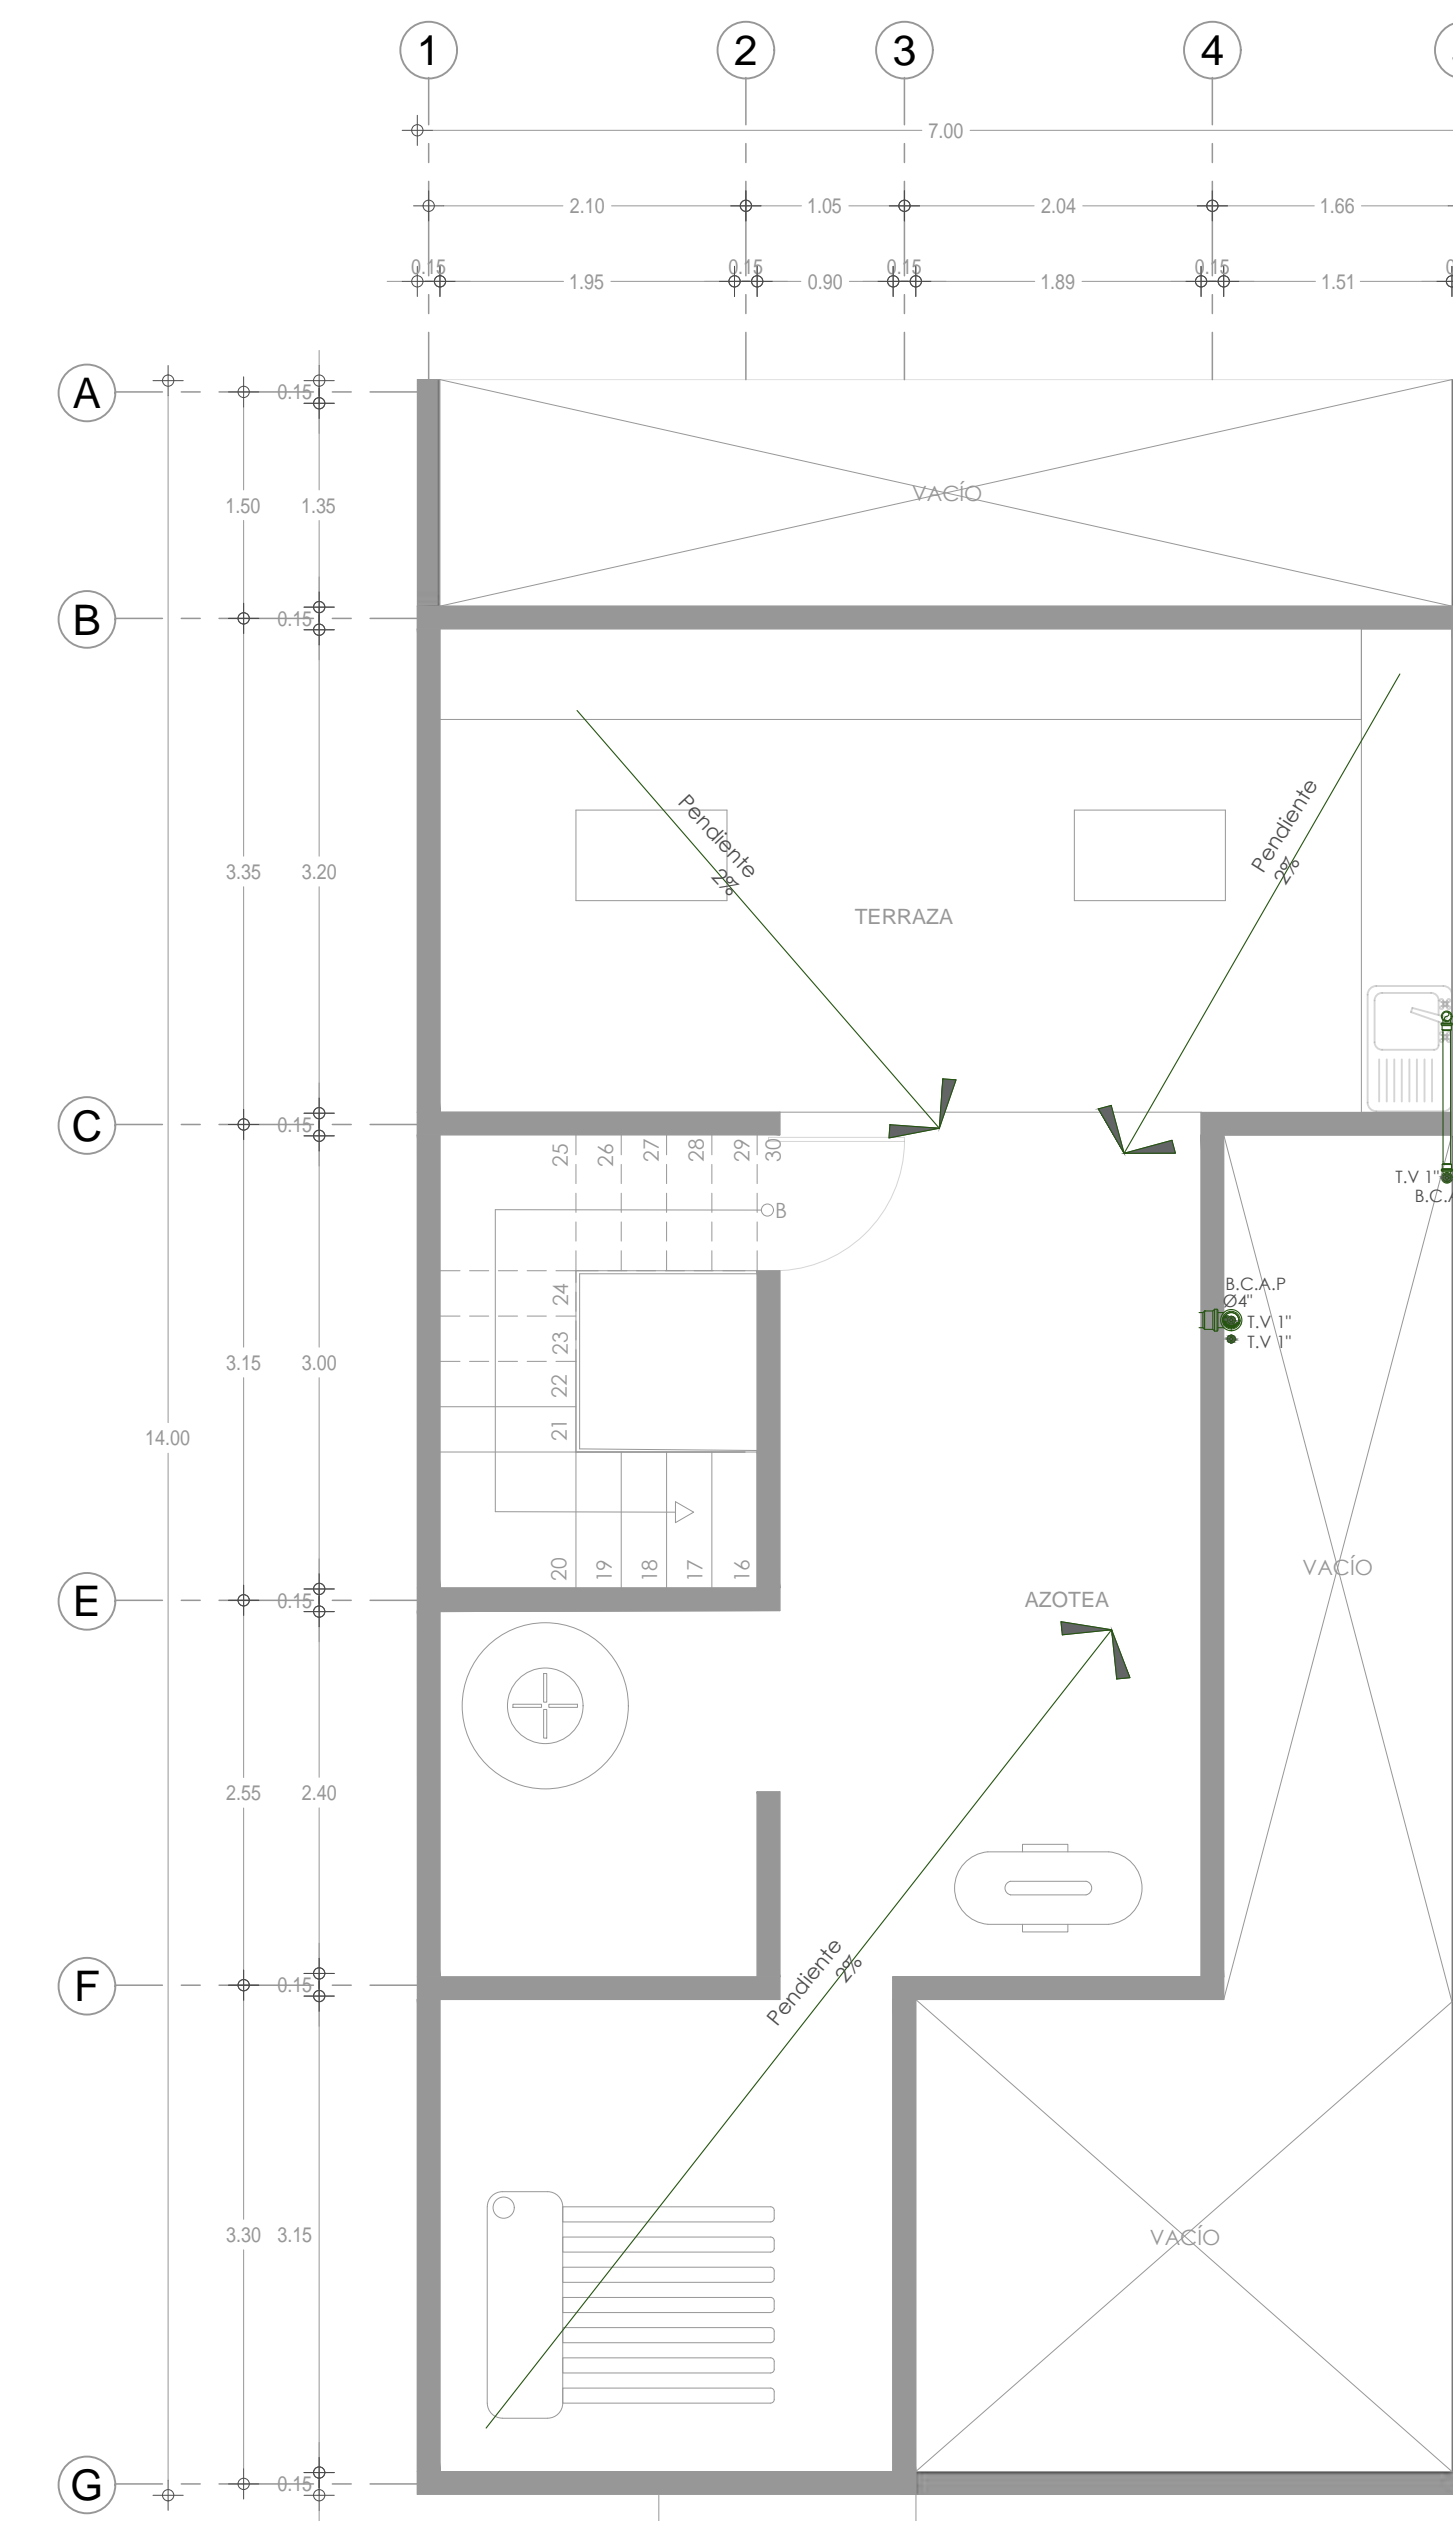 1 2 3 4
7.00
2.10 1.05 2.04 1.66
0.15 0.15 0.15 0.15
1.95 0.90 1.89 1.51
A 0.15
1.50 1.35
VACÍO
B 0.15
Pendiente
2%
Pendiente
2%
3.35 3.20
TERRAZA
C 0.15
25 26 27 28 29 30
T.V 1"
B
24
B.C.A.P
Ø4"
T.V 1"
T.V 1"
23
3.15 3.00
22
21
14.00
20 19 18 17 16
VACÍO
E 0.15
AZOTEA
2.55 2.40
Pendiente
2%
F 0.15
3.30 3.15
VACÍO
G 0.15